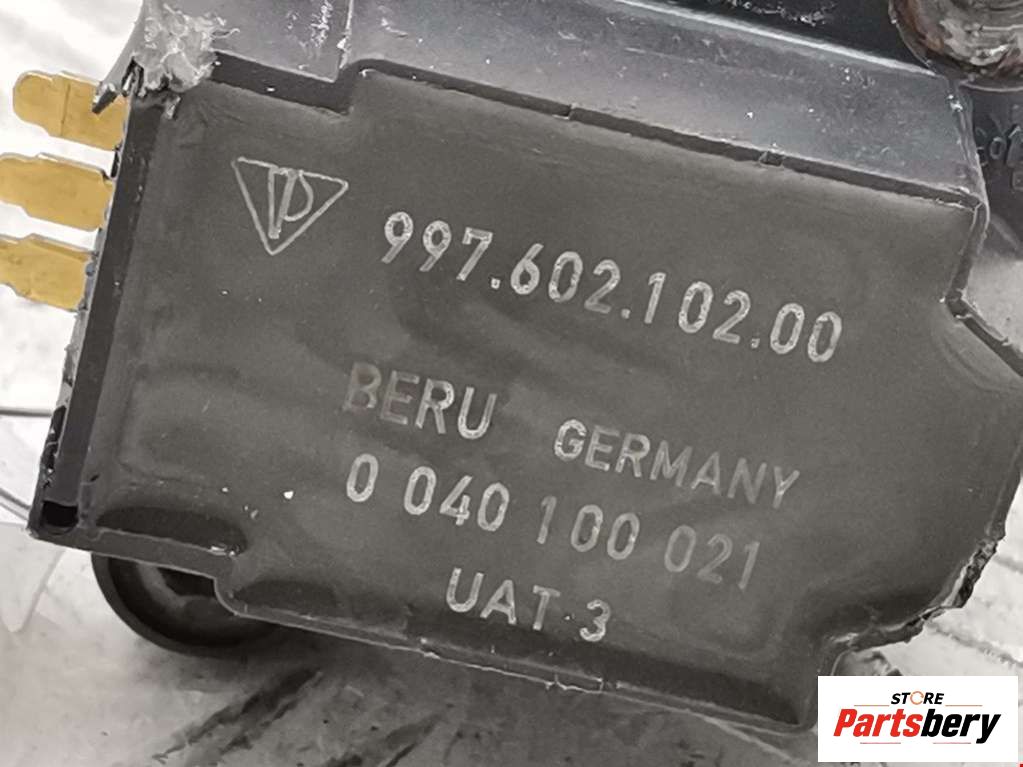 997.602.102.00
BERU GERMANY
0 040 100 021
UAT 3
STORE
Partsbery